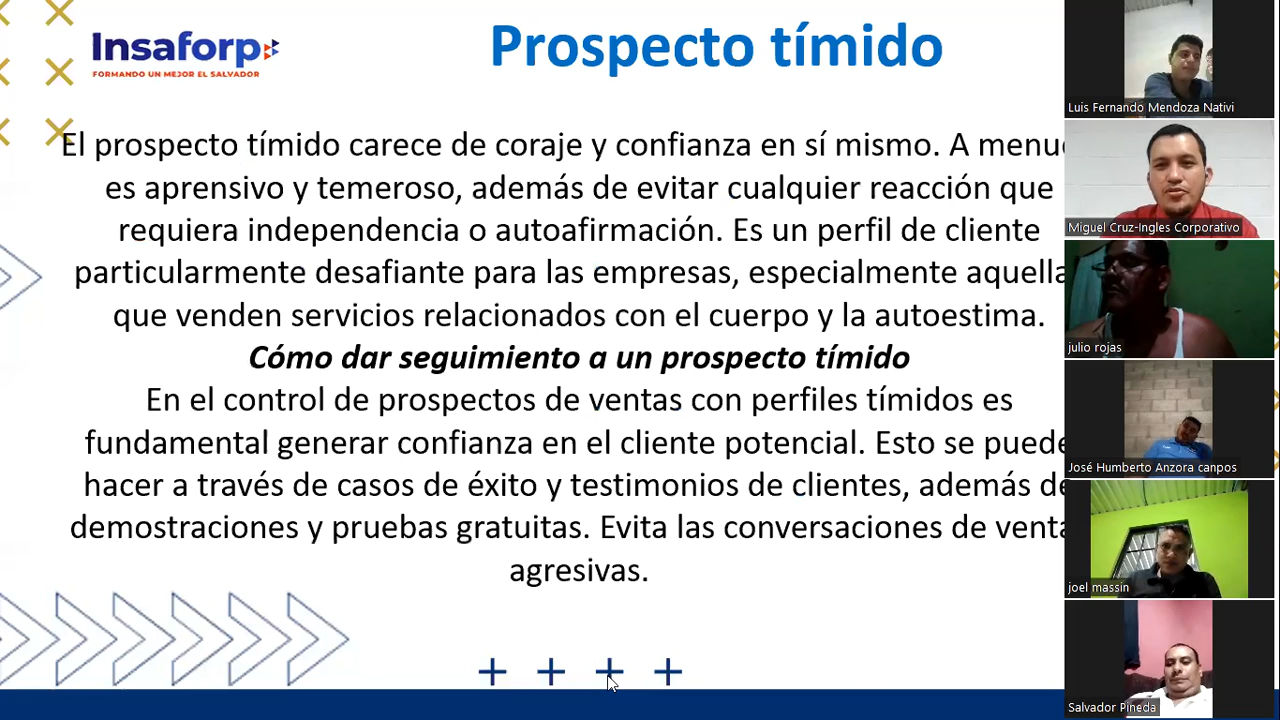 Insaforp
FORMANDO UN MEJOR EL SALVADOR
Prospecto tímido
El prospecto tímido carece de coraje y confianza en sí mismo. A menu
es aprensivo y temeroso, además de evitar cualquier reacción que
requiera independencia o autoafirmación. Es un perfil de cliente
particularmente desafiante para las empresas, especialmente aquella
que venden servicios relacionados con el cuerpo y la autoestima.
Cómo dar seguimiento a un prospecto tímido
En el control de prospectos de ventas con perfiles tímidos es
fundamental generar confianza en el cliente potencial. Esto se puede
hacer a través de casos de éxito y testimonios de clientes, además de
demostraciones y pruebas gratuitas. Evita las conversaciones de venta
agresivas.
Luis Fernando Mendoza Nativi
Miguel Cruz-Ingles Corporativo
julio rojas
José Humberto Anzora canpos
joel massin
Salvador Pineda